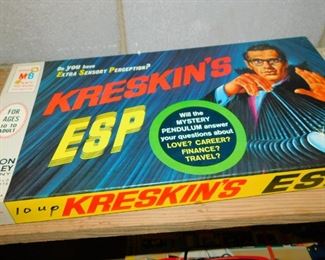 Do YOU have
EXTRA SENSORY PERCEPTION?
MB
KRESKIN'S
ESP
FOR
AGES
10 TO
ADULT
Will the
MYSTERY
PENDULUM answer
your questions about
LOVE? CAREER?
FINANCE?
TRAVEL?
10 up
KRESKIN'S ES